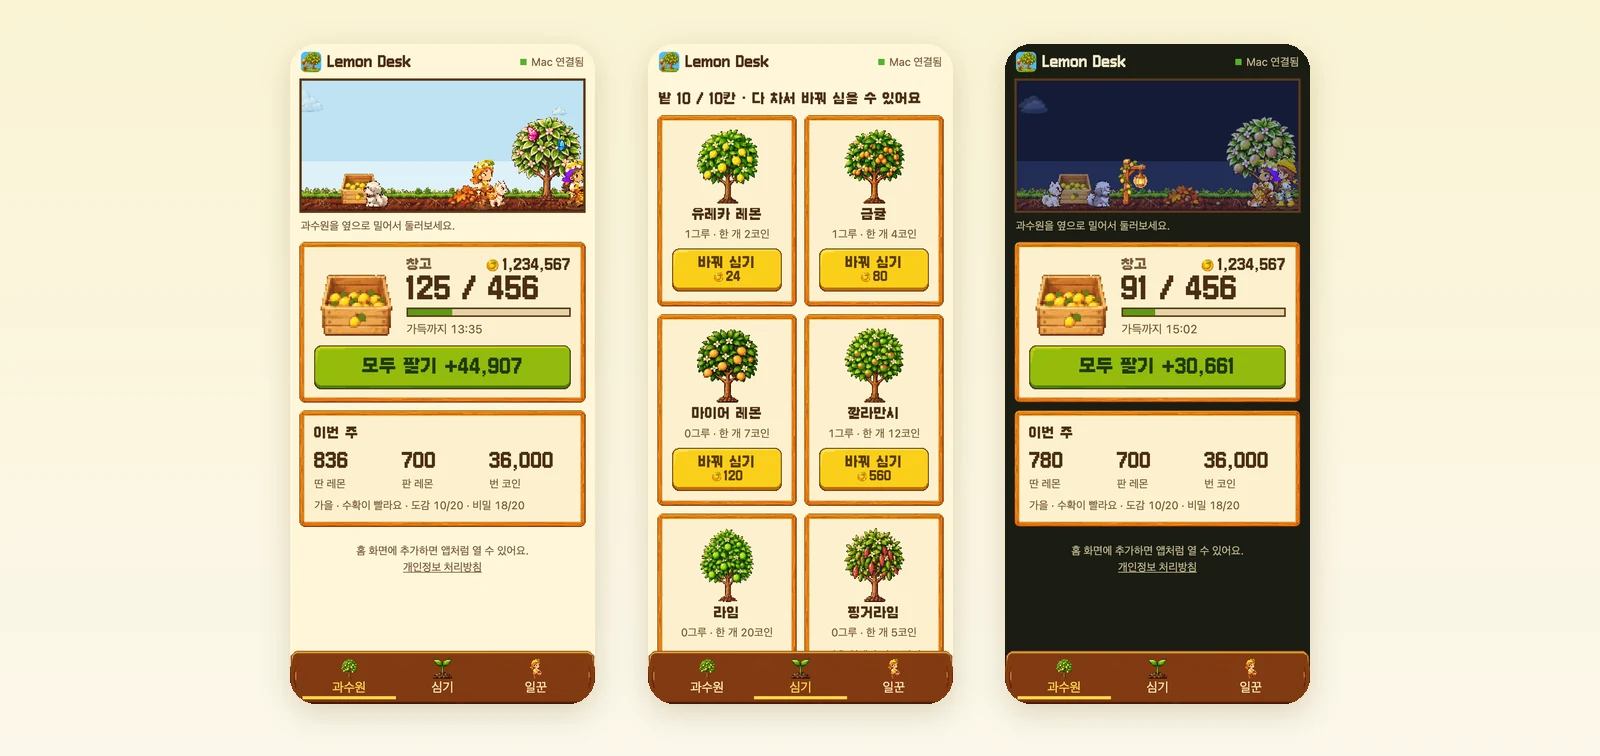 Lemon Desk
Mac 연결됨
과수원을 옆으로 밀어서 둘러보세요.
창고
1,234,567
125 / 456
가득까지 13:35
모두 팔기 +44,907
이번 주
836 700 36,000
딴 레몬 판 레몬 번 코인
가을 · 수확이 빨라요 · 도감 10/20 · 비밀 18/20
홈 화면에 추가하면 앱처럼 열 수 있어요.
개인정보 처리방침
과수원 심기 일꾼
Lemon Desk
Mac 연결됨
밭 10 / 10칸 · 다 차서 바꿔 심을 수 있어요
유레카 레몬
1그루 · 한 개 2코인
바꿔 심기
24
금귤
1그루 · 한 개 4코인
바꿔 심기
80
마이어 레몬
0그루 · 한 개 7코인
바꿔 심기
120
깔라만시
1그루 · 한 개 12코인
바꿔 심기
560
라임
0그루 · 한 개 20코인
핑거라임
0그루 · 한 개 5코인
과수원 심기 일꾼
Lemon Desk
Mac 연결됨
과수원을 옆으로 밀어서 둘러보세요.
창고
1,234,567
91 / 456
가득까지 15:02
모두 팔기 +30,661
이번 주
780 700 36,000
딴 레몬 판 레몬 번 코인
가을 · 수확이 빨라요 · 도감 10/20 · 비밀 18/20
홈 화면에 추가하면 앱처럼 열 수 있어요.
개인정보 처리방침
과수원 심기 일꾼